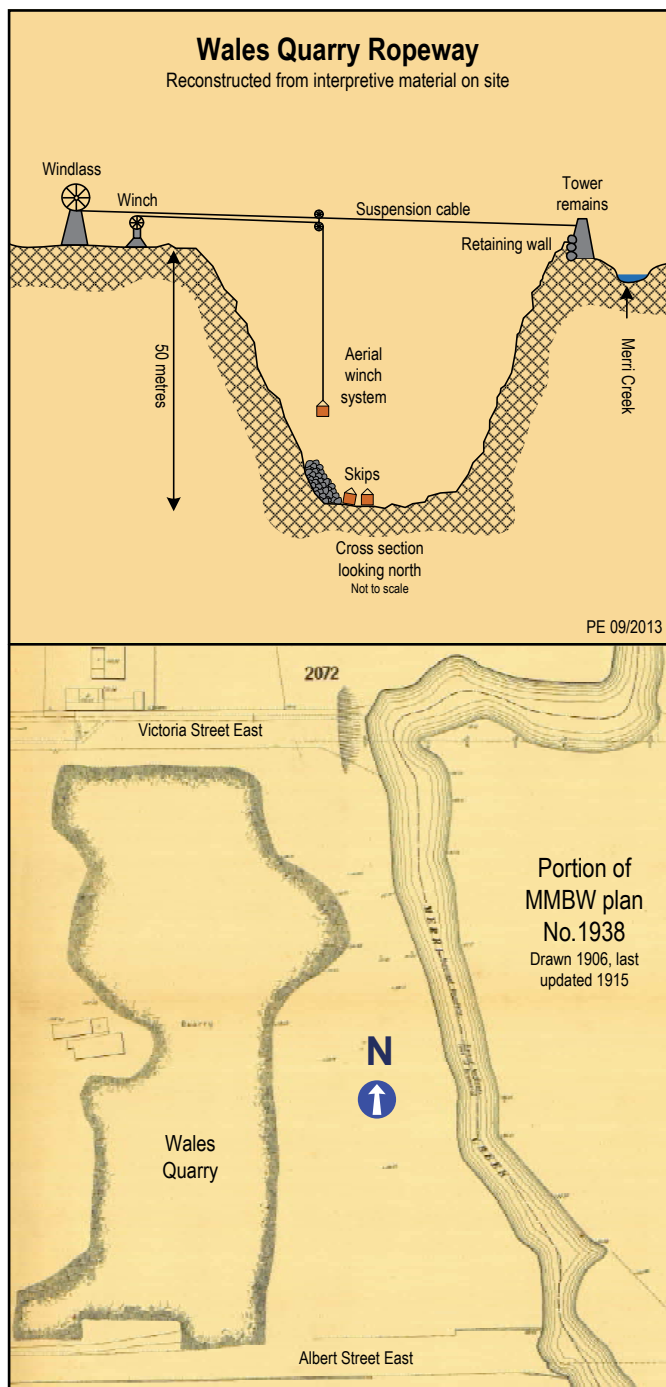 Wales Quarry Ropeway
Reconstructed from interpretive material on site
Windlass
Winch
Suspension cable
Tower
remains
Retaining wall
50 metres
Aerial
winch
system
Merri Creek
Skips
Cross section
looking north
Not to scale
PE 09/2013
2072
Victoria Street East
Portion of
MMBW plan
No.1938
Drawn 1906, last
updated 1915
MERRI
Quarry
N
Wales
Quarry
CREEK
Albert Street East